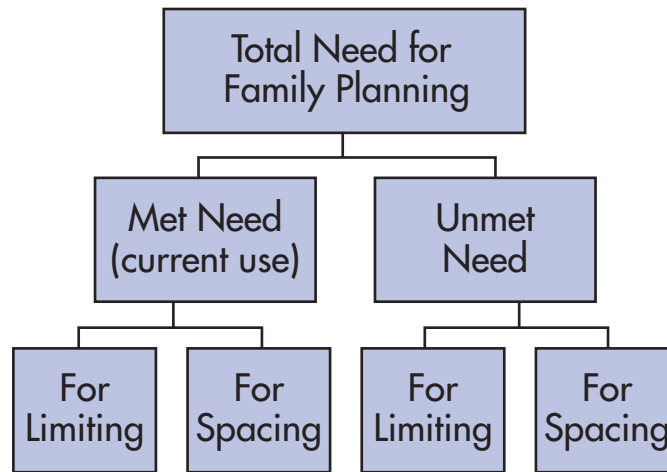 Total Need for
Family Planning
Met Need
(current use)
Unmet
Need
For
Limiting
For
Spacing
For
Limiting
For
Spacing